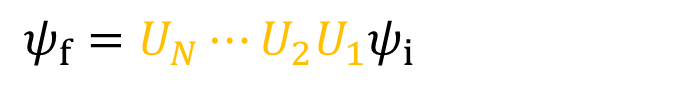 ψ_f = U_N ⋯ U_2 U_1 ψ_i